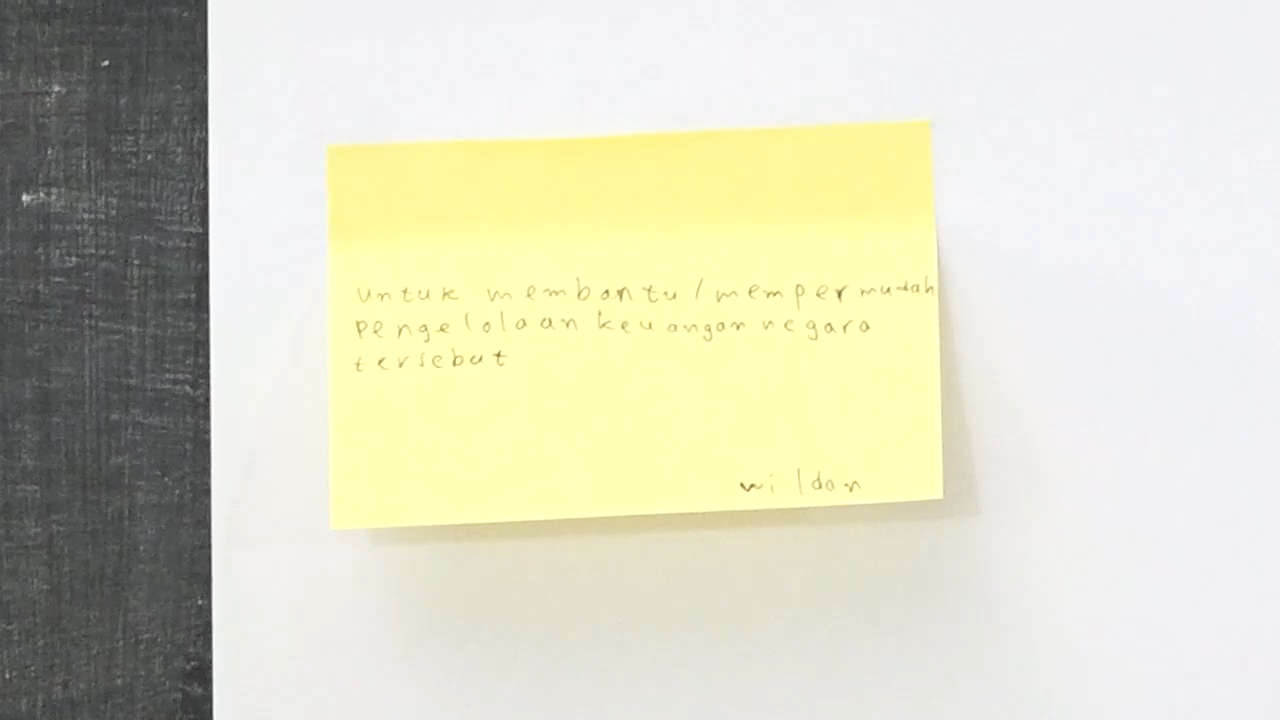 untuk membantu/mempermudah
pengelolaan keuangan negara
tersebut
wildan